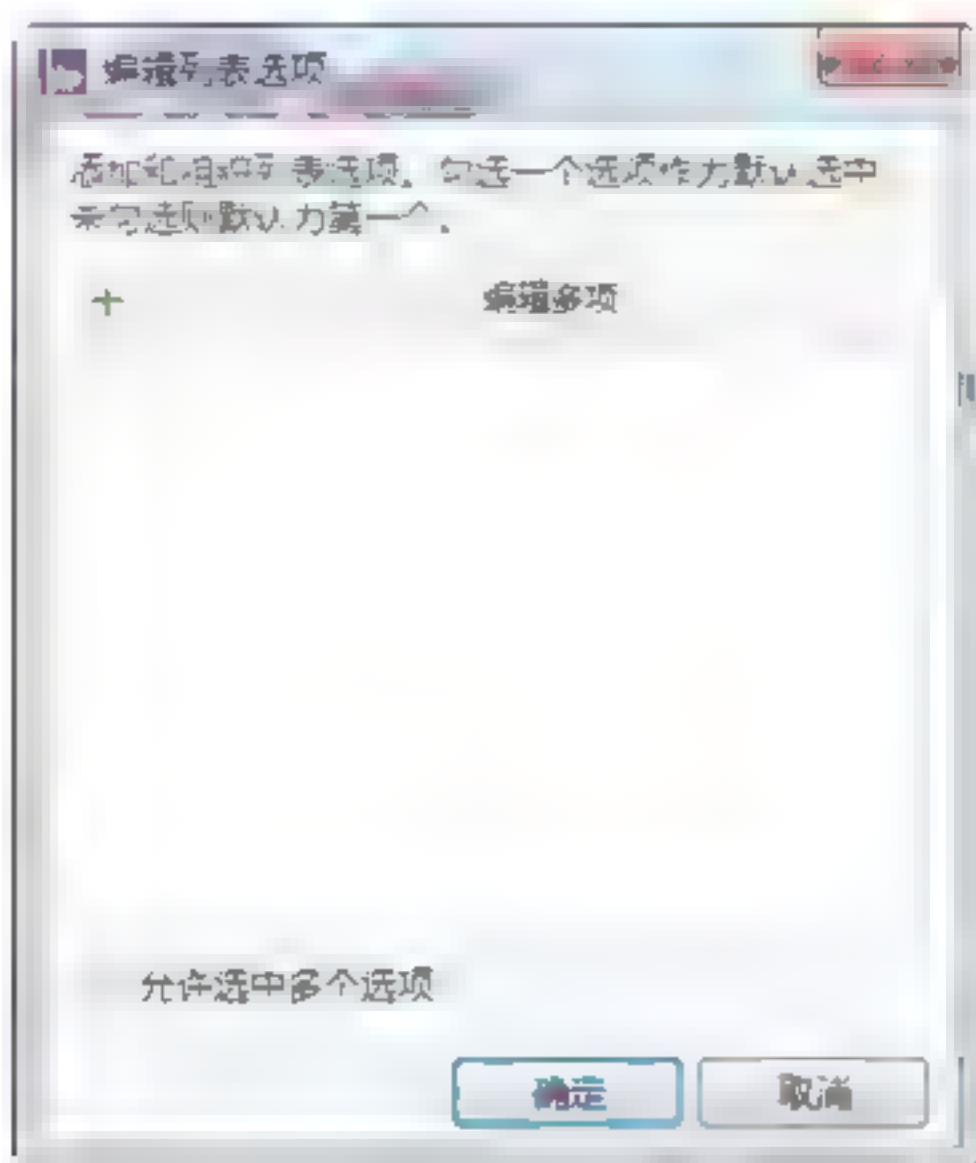 编辑列表选项
添加和组织列表选项。勾选一个选项作为默认选中
未勾选则默认为第一个。
编辑多项
允许选中多个选项
确定 取消